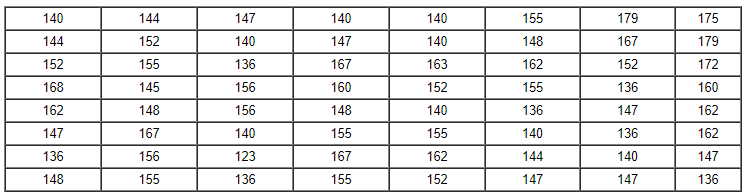 140 144 147 140 140 155 179 175
144 152 140 147 140 148 167 179
152 155 136 167 163 162 152 172
168 145 156 160 152 155 136 160
162 148 156 148 140 136 147 162
147 167 140 155 155 140 136 162
136 156 123 167 162 144 140 147
148 155 136 155 152 147 147 136